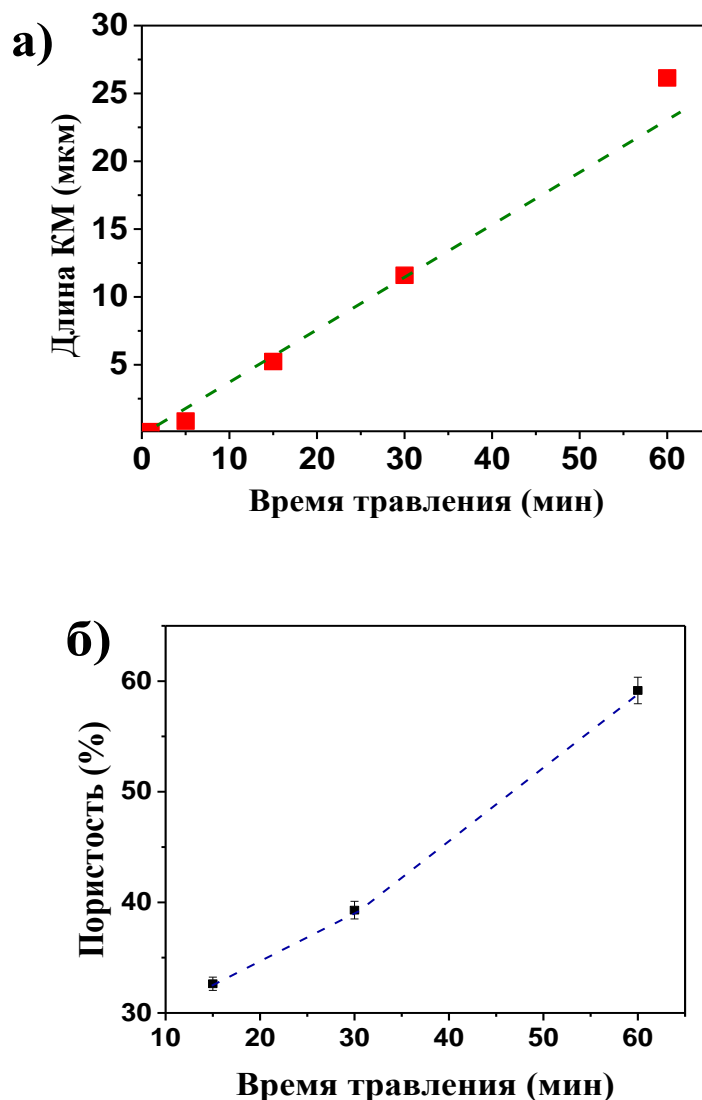 а)
30
25
20
15
10
5
Длина КМ (мкм)
0 10 20 30 40 50 60
Время травления (мин)
б)
60
50
40
30
Пористость (%)
10 20 30 40 50 60
Время травления (мин)